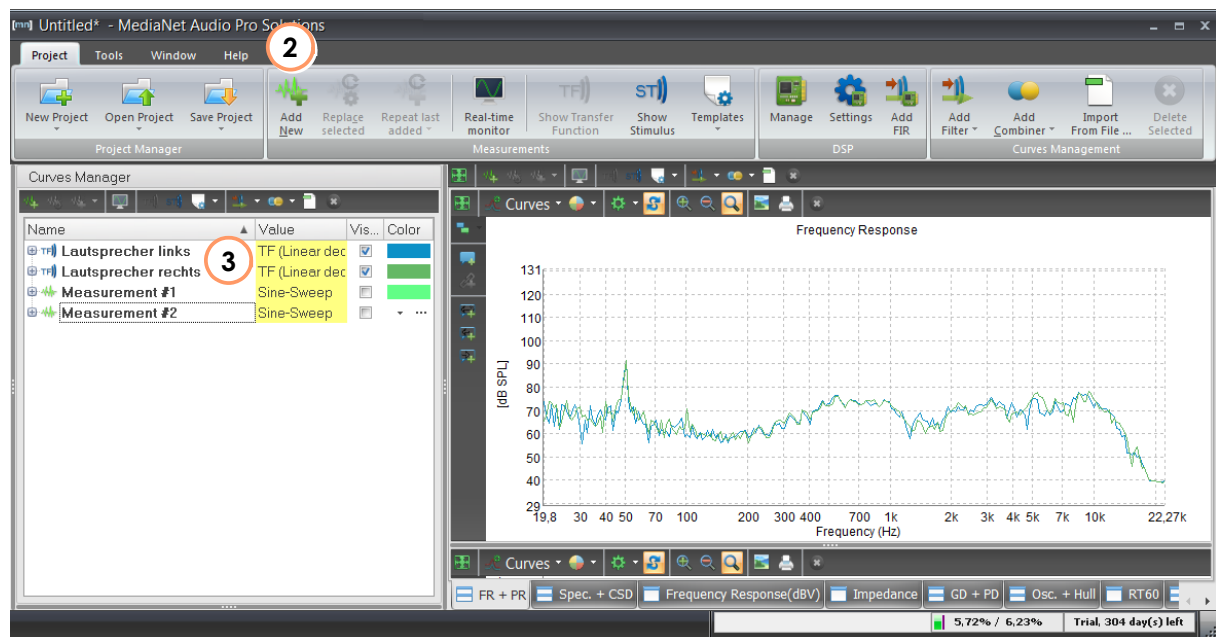 [mn] Untitled* - MediaNet Audio Pro Solutions
Project Tools Window Help
2
New Project
Open Project
Save Project
Project Manager
Add New
Replace selected
Repeat last added
TF
ST
Real-time monitor
Show Transfer Function
Show Stimulus
Templates
Measurements
Manage
Settings
Add FIR
DSP
Add Filter
Add Combiner
Import From File ...
Delete Selected
Curves Management
Curves Manager
Name Value Vis... Color
TF Lautsprecher links TF (Linear dec
TF Lautsprecher rechts TF (Linear dec
3
Measurement #1 Sine-Sweep
Measurement #2 Sine-Sweep
Curves
Frequency Response
[dB SPL]
131
120
110
100
90
80
70
60
50
40
29
19,8 30 40 50 70 100 200 300 400 700 1k 2k 3k 4k 5k 7k 10k 22,27k
Frequency (Hz)
Curves
FR + PR Spec. + CSD Frequency Response(dBV) Impedance GD + PD Osc. + Hull RT60
5,72% / 6,23% Trial, 304 day(s) left